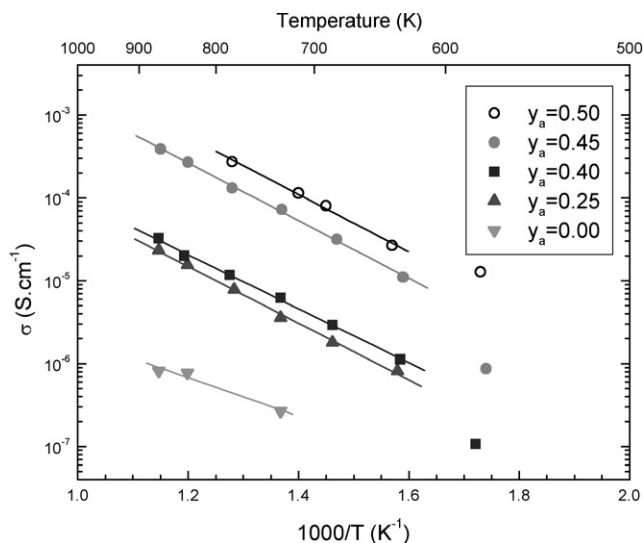 Temperature (K)
1000 900 800 700 600 500
10⁻³
10⁻⁴
10⁻⁵
10⁻⁶
10⁻⁷
σ (S.cm⁻¹)
yₐ=0.50
yₐ=0.45
yₐ=0.40
yₐ=0.25
yₐ=0.00
1.0 1.2 1.4 1.6 1.8 2.0
1000/T (K⁻¹)